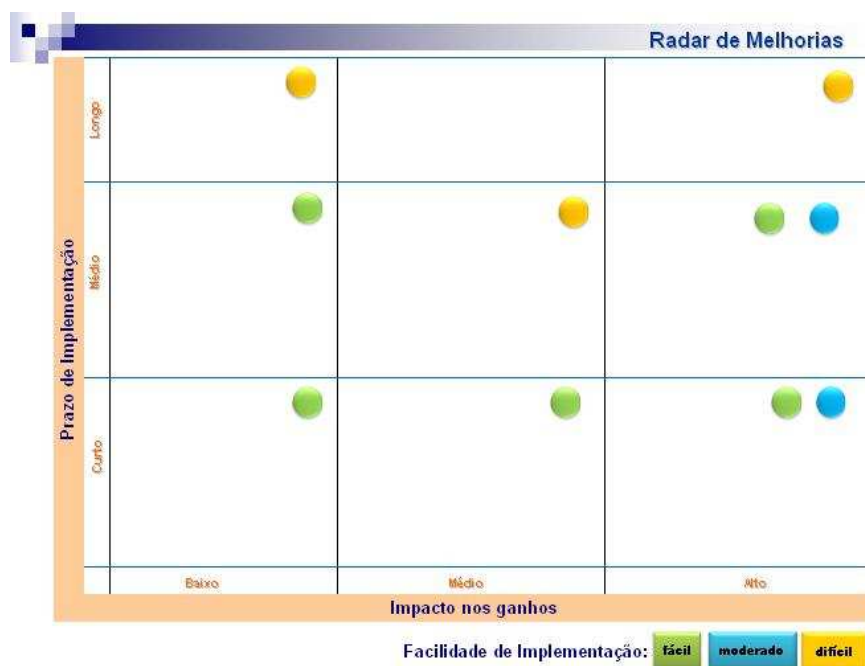 Radar de Melhorias
Prazo de Implementação
Longo
Médio
Curto
Baixo
Médio
Alto
Impacto nos ganhos
Facilidade de Implementação: fácil moderado difícil